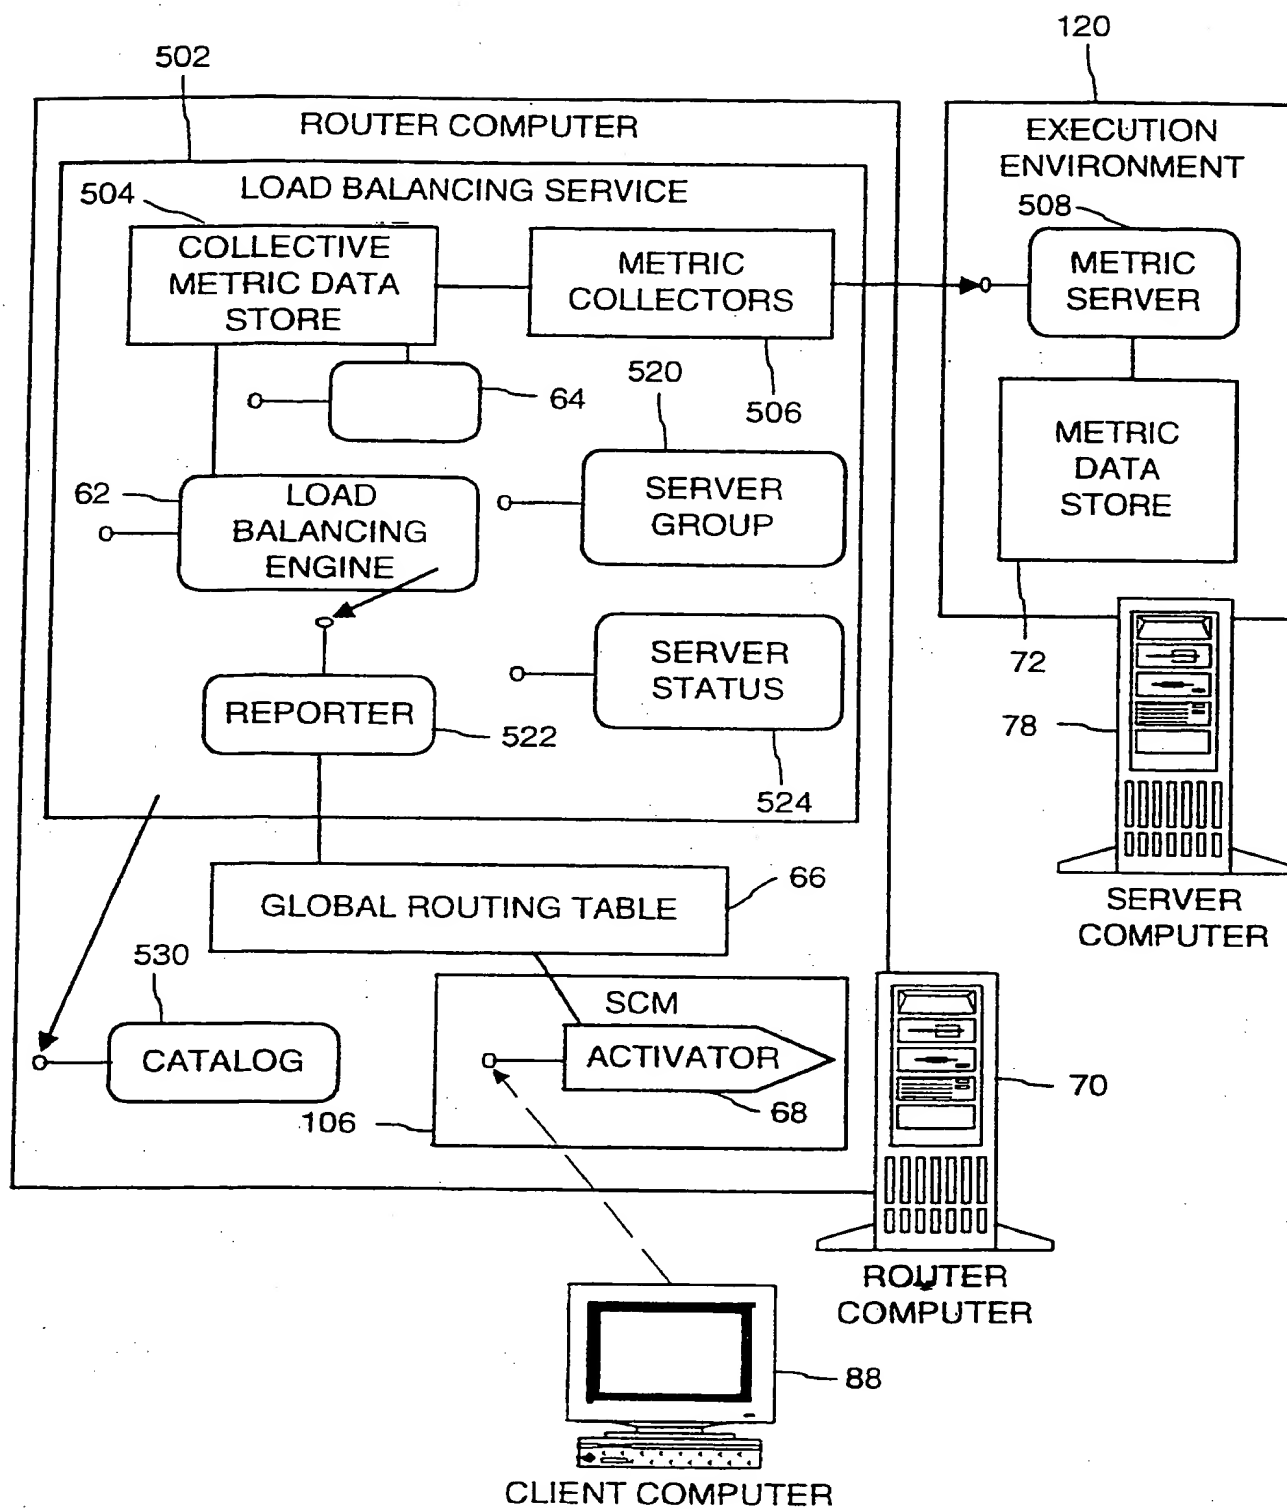 502
120
ROUTER COMPUTER
EXECUTION
ENVIRONMENT
LOAD BALANCING SERVICE
504
508
COLLECTIVE
METRIC DATA
STORE
METRIC
COLLECTORS
METRIC
SERVER
64
520
506
METRIC
DATA
STORE
62
LOAD
BALANCING
ENGINE
SERVER
GROUP
SERVER
STATUS
72
REPORTER
522
78
524
66
GLOBAL ROUTING TABLE
SERVER
COMPUTER
530
SCM
CATALOG
ACTIVATOR
70
106
68
ROUTER
COMPUTER
88
CLIENT COMPUTER